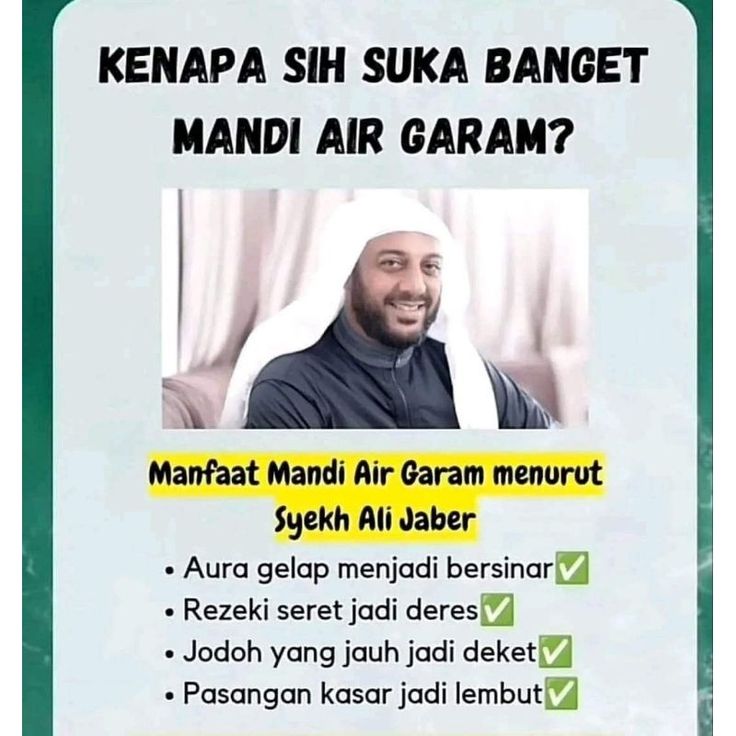 KENAPA SIH SUKA BANGET
MANDI AIR GARAM?
Manfaat Mandi Air Garam menurut
Syekh Ali Jaber
• Aura gelap menjadi bersinar✅
• Rezeki seret jadi deres✅
• Jodoh yang jauh jadi deket✅
• Pasangan kasar jadi lembut✅